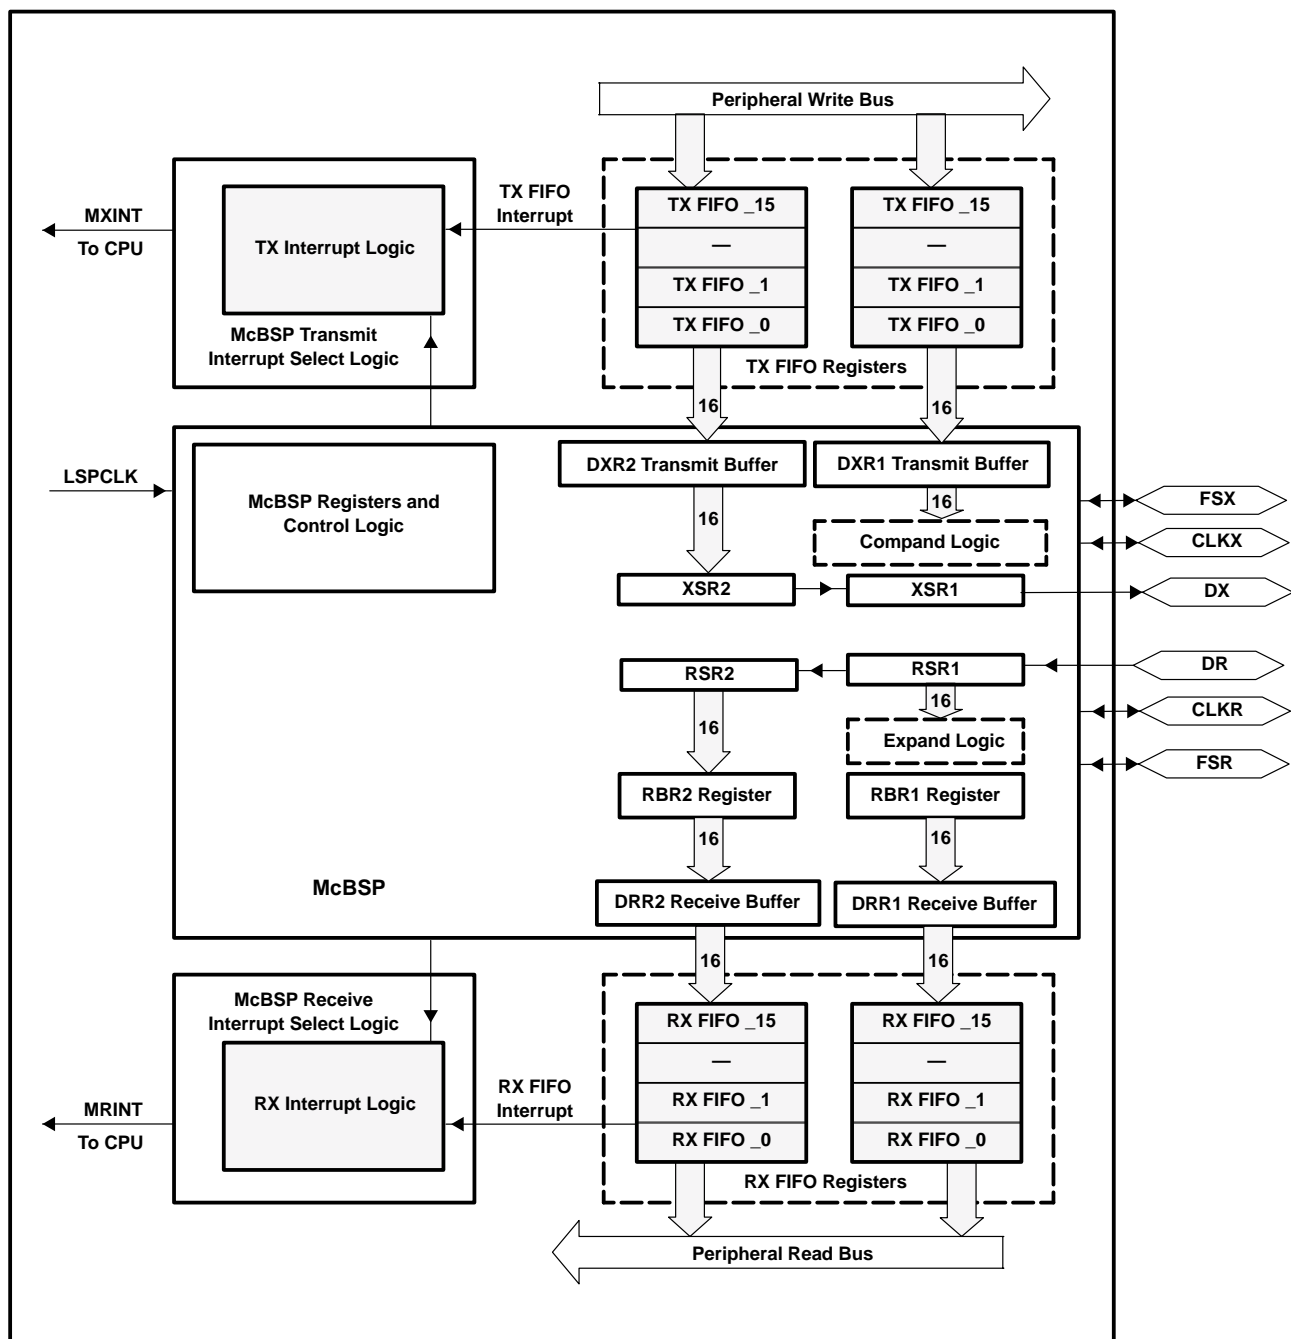 Peripheral Write Bus
TX FIFO
Interrupt
MXINT
To CPU
TX Interrupt Logic
McBSP Transmit
Interrupt Select Logic
TX FIFO _15
—
TX FIFO _1
TX FIFO _0
TX FIFO _15
—
TX FIFO _1
TX FIFO _0
TX FIFO Registers
16
16
LSPCLK
McBSP Registers and
Control Logic
DXR2 Transmit Buffer
DXR1 Transmit Buffer
16
16
Compand Logic
XSR2
XSR1
FSX
CLKX
DX
DR
CLKR
FSR
RSR2
RSR1
16
16
Expand Logic
RBR2 Register
RBR1 Register
16
16
McBSP
DRR2 Receive Buffer
DRR1 Receive Buffer
16
16
McBSP Receive
Interrupt Select Logic
RX Interrupt Logic
MRINT
To CPU
RX FIFO
Interrupt
RX FIFO _15
—
RX FIFO _1
RX FIFO _0
RX FIFO _15
—
RX FIFO _1
RX FIFO _0
RX FIFO Registers
Peripheral Read Bus